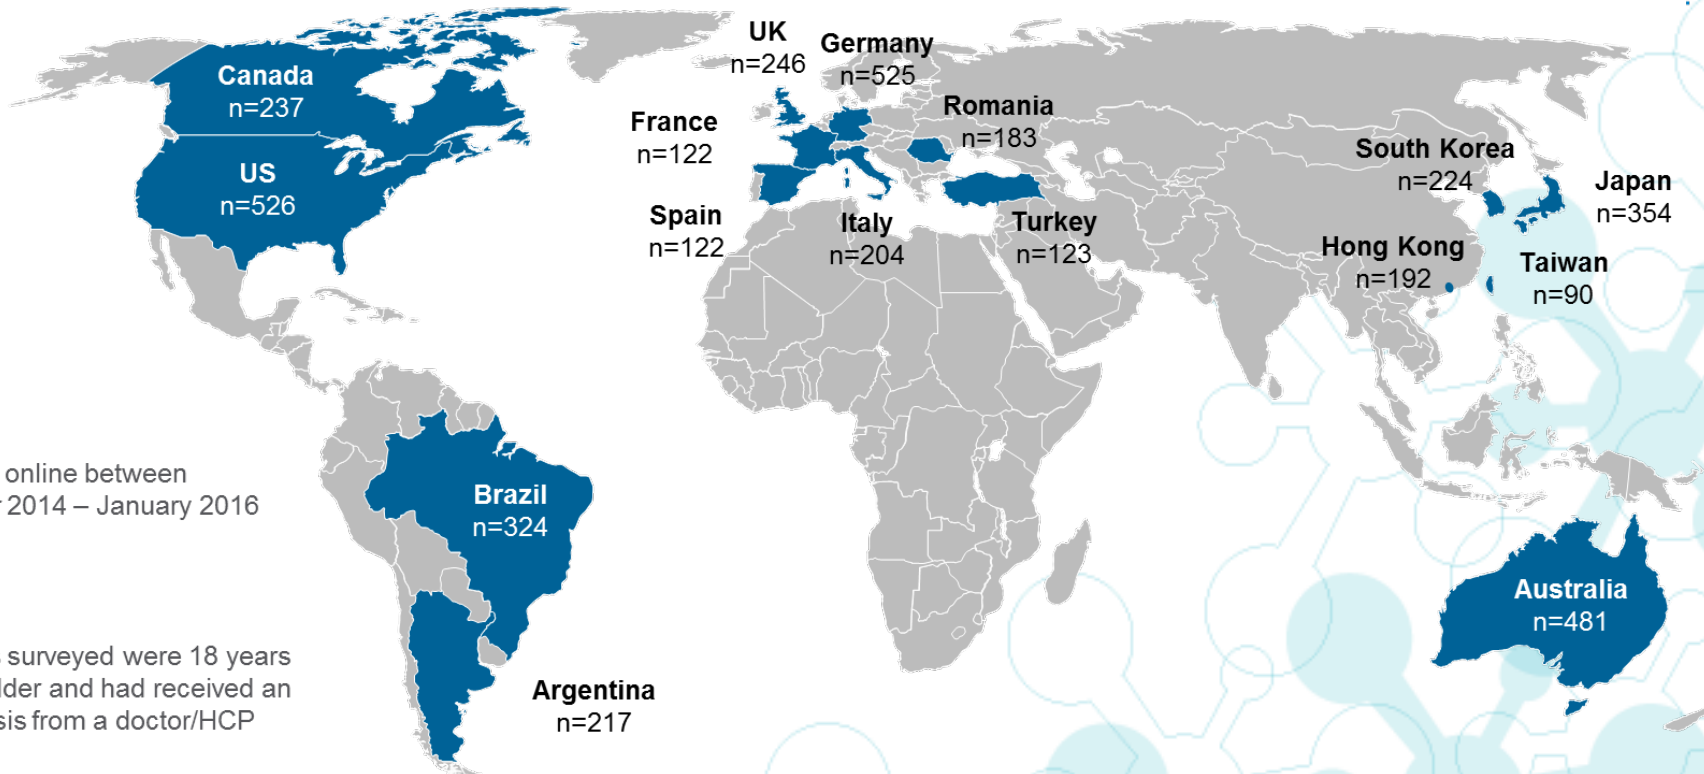 UK
n=246
Germany
n=525
Canada
n=237
France
n=122
Romania
n=183
South Korea
n=224
Japan
n=354
US
n=526
Spain
n=122
Italy
n=204
Turkey
n=123
Hong Kong
n=192
Taiwan
n=90
online between
2014 – January 2016
Brazil
n=324
Australia
n=481
surveyed were 18 years
and had received an
from a doctor/HCP
Argentina
n=217